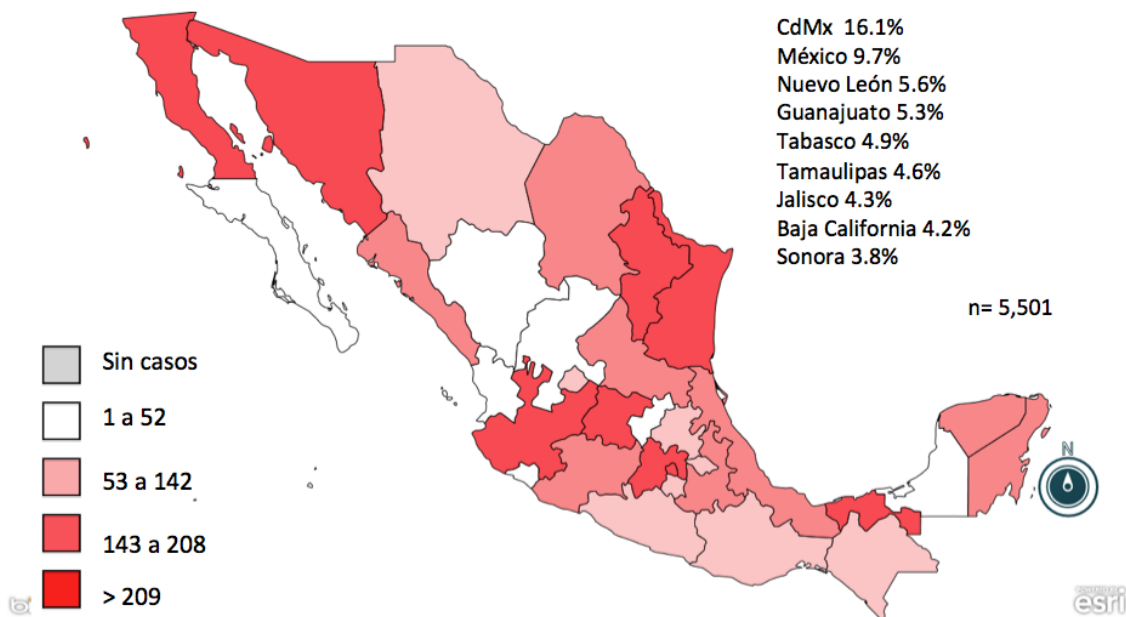 CdMx 16.1%
México 9.7%
Nuevo León 5.6%
Guanajuato 5.3%
Tabasco 4.9%
Tamaulipas 4.6%
Jalisco 4.3%
Baja California 4.2%
Sonora 3.8%
n= 5,501
Sin casos
1 a 52
53 a 142
143 a 208
> 209
N
esri